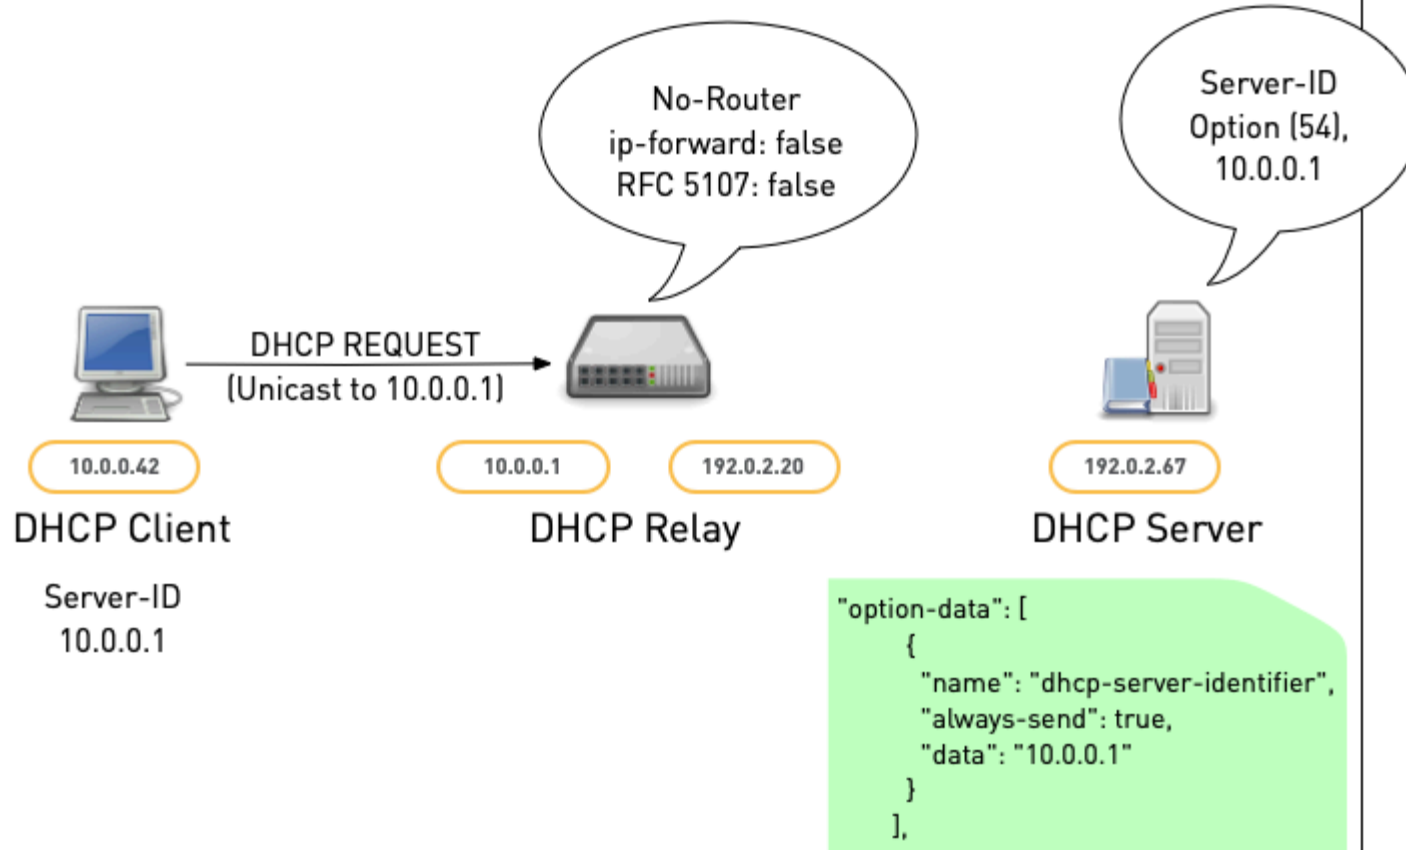 No-Router
ip-forward: false
RFC 5107: false
Server-ID
Option (54),
10.0.0.1
DHCP REQUEST
(Unicast to 10.0.0.1)
10.0.0.42
10.0.0.1
192.0.2.20
192.0.2.67
DHCP Client
DHCP Relay
DHCP Server
Server-ID
10.0.0.1
"option-data": [
{
"name": "dhcp-server-identifier",
"always-send": true,
"data": "10.0.0.1"
}
],